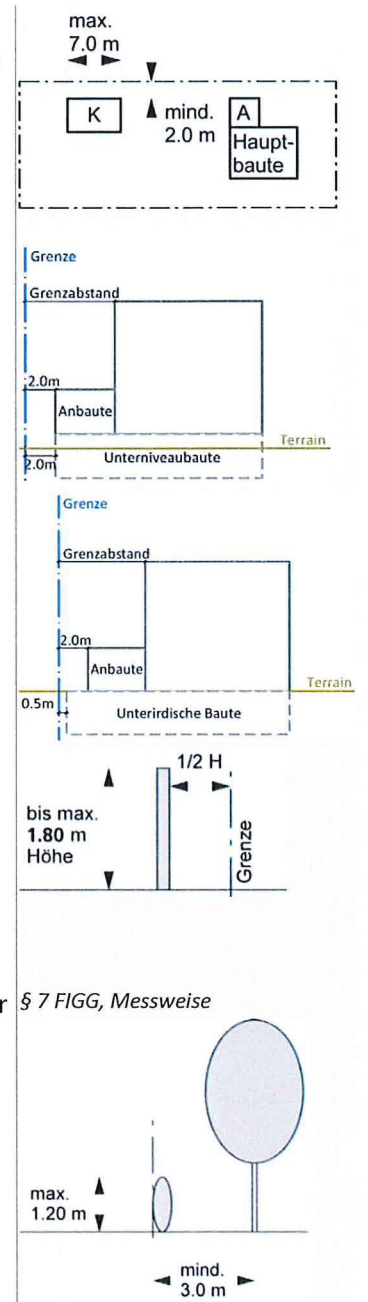 max.
7.0 m
K
mind.
2.0 m
A
Haupt-
baute
Grenze
Grenzabstand
2.0m
Anbaute
Terrain
2.0m
Unterniveaubaute
Grenze
Grenzabstand
2.0m
Anbaute
Terrain
0.5m
Unterirdische Baute
1/2 H
bis max.
1.80 m
Höhe
Grenze
r § 7 FIGG, Messweise
max.
1.20 m
mind.
3.0 m